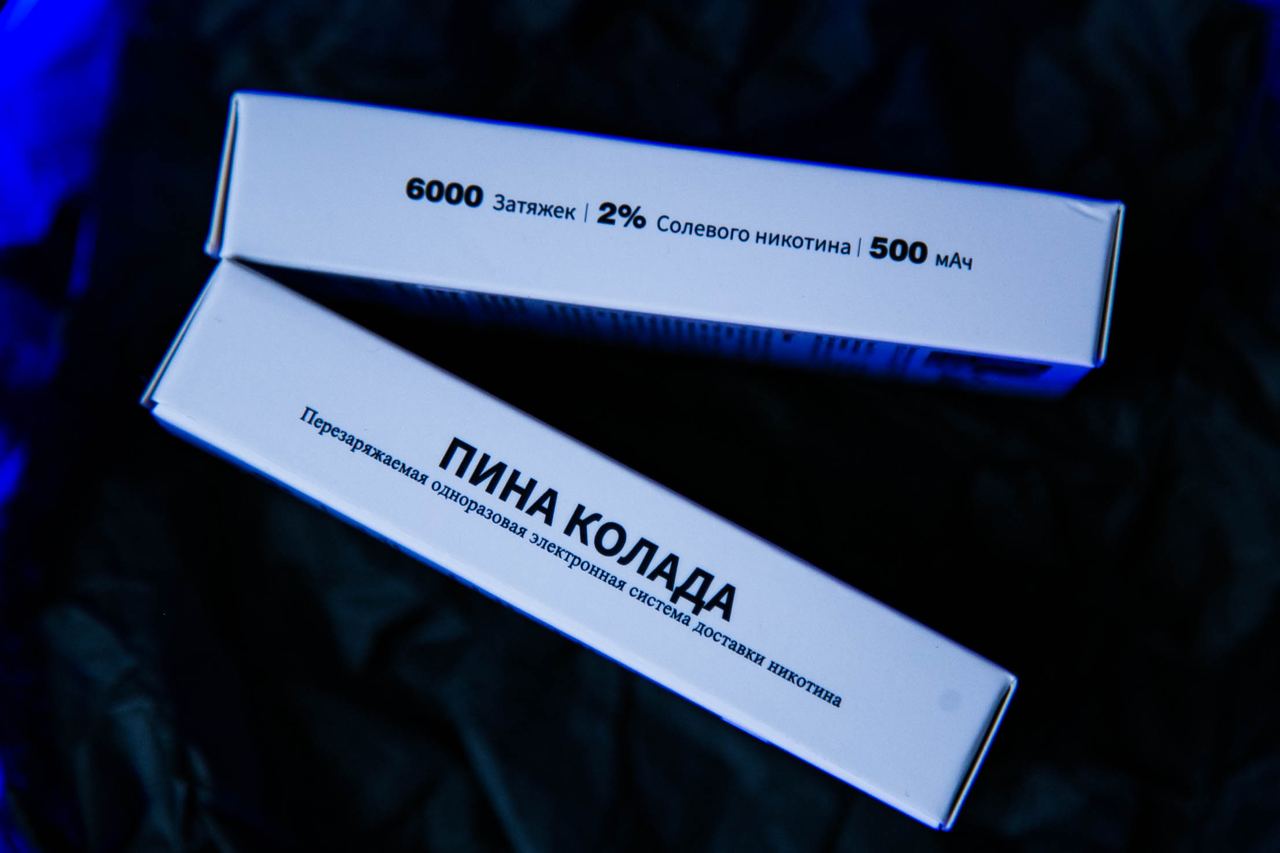 6000 Затяжек | 2% Солевого никотина | 500 мАч
ПИНА КОЛАДА
Перезаряжаемая одноразовая электронная система доставки никотина